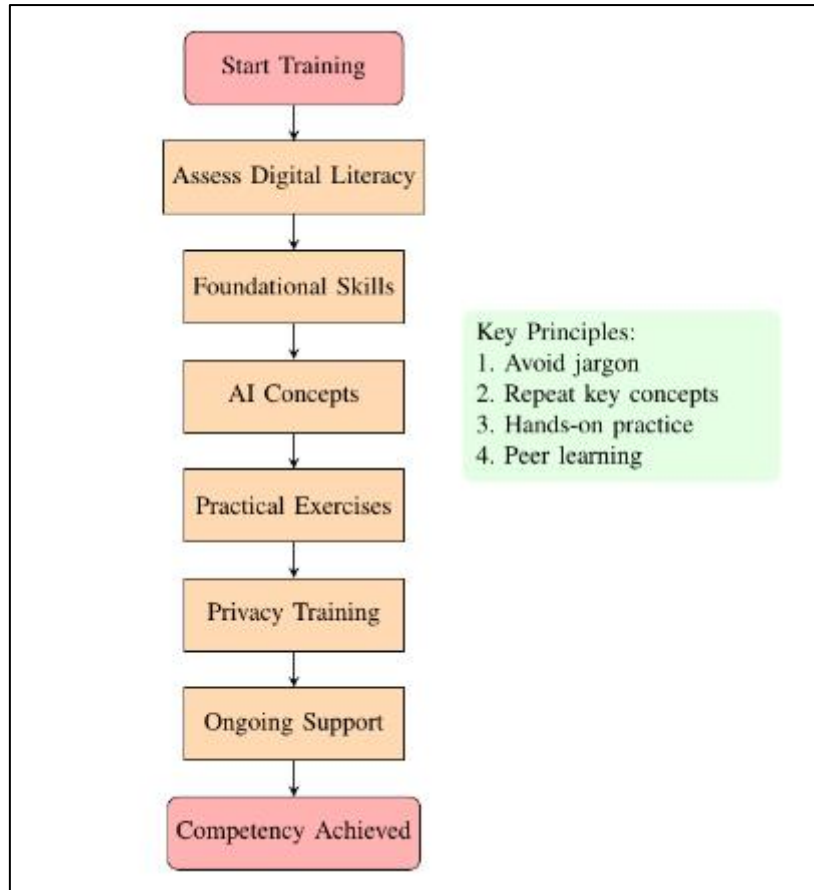 Start Training
Assess Digital Literacy
Foundational Skills
AI Concepts
Practical Exercises
Privacy Training
Ongoing Support
Competency Achieved
Key Principles:
1. Avoid jargon
2. Repeat key concepts
3. Hands-on practice
4. Peer learning